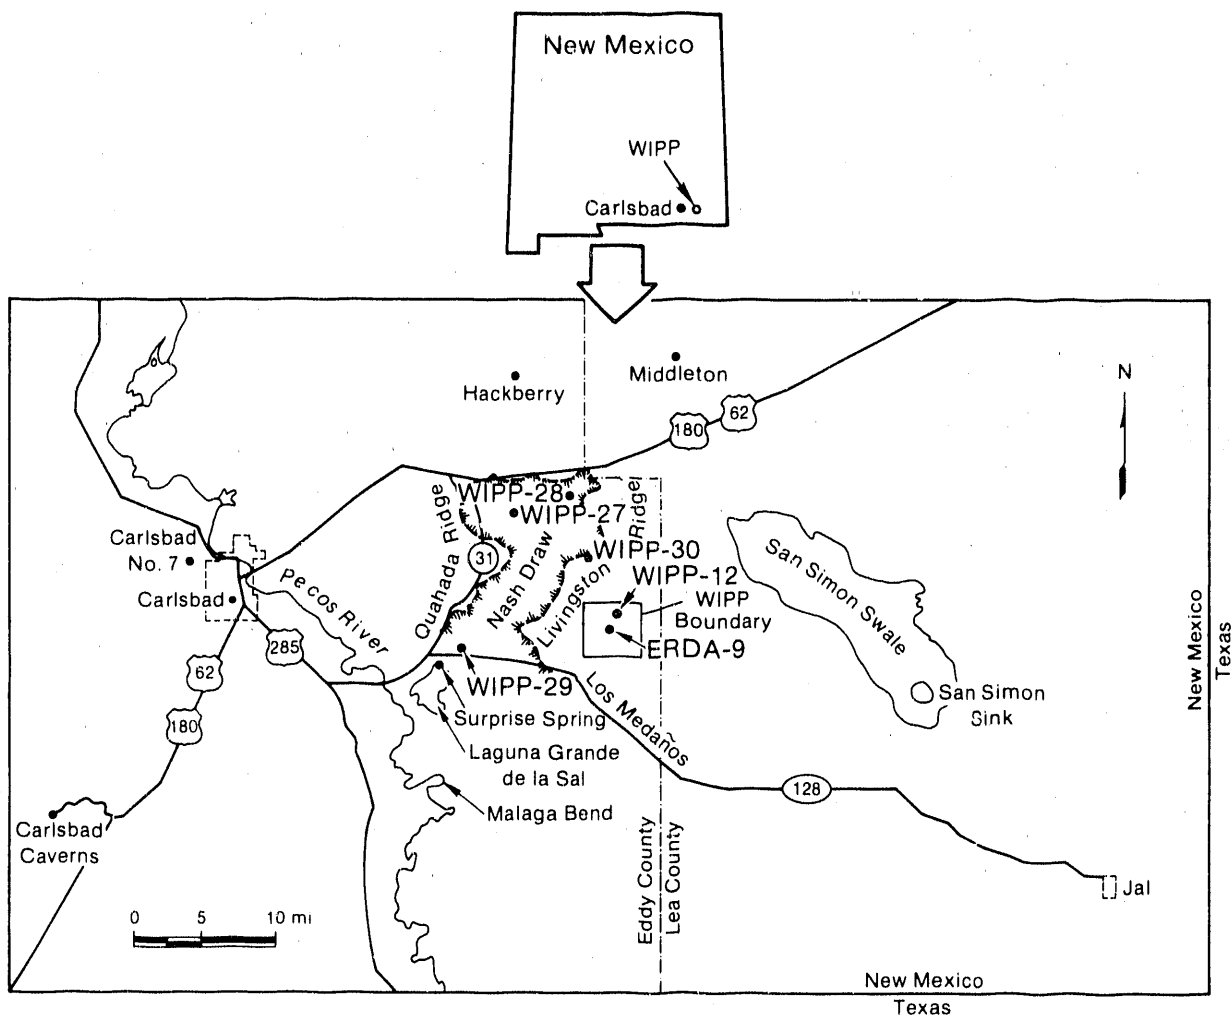 New Mexico
WIPP
Carlsbad
Middleton
Hackberry
N
62
180
WIPP-28
WIPP-27
Quahada Ridge
31
Nash Draw
Livingston Ridge
WIPP-30
WIPP-12
WIPP
Boundary
ERDA-9
San Simon Swale
San Simon
Sink
Carlsbad
No. 7
Carlsbad
Pecos River
285
62
180
WIPP-29
Surprise Spring
Laguna Grande
de la Sal
Malaga Bend
Los Medaños
128
Jal
Carlsbad
Caverns
0 5 10 mi
Eddy County
Lea County
New Mexico
Texas
New Mexico
Texas